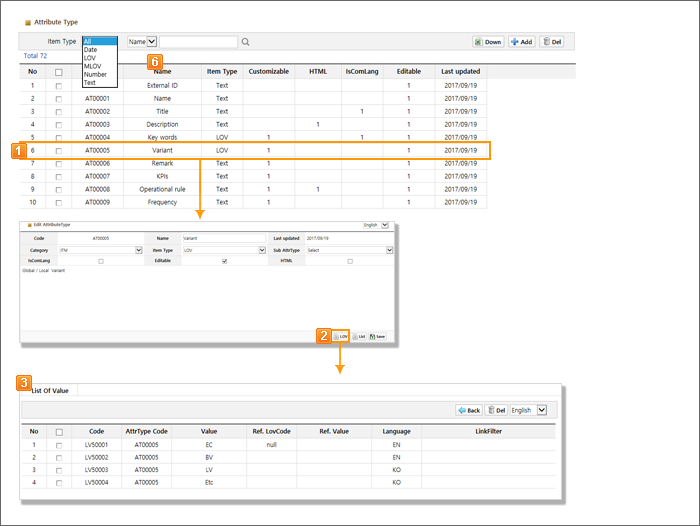 Attribute Type
Item Type All Name
Date
LOV
MLOV
Number
Text
6
Down Add Del
Total 72
No Name Item Type Customizable HTML IsComLang Editable Last updated
1 External ID Text 1 2017/09/19
2 AT00001 Name Text 1 2017/09/19
3 AT00002 Title Text 1 1 2017/09/19
4 AT00003 Description Text 1 1 2017/09/19
5 AT00004 Key words LOV 1 1 1 2017/09/19
1
6 AT00005 Variant LOV 1 1 2017/09/19
7 AT00006 Remark Text 1 1 2017/09/19
8 AT00007 KPIs Text 1 1 2017/09/19
9 AT00008 Operational rule Text 1 1 1 2017/09/19
10 AT00009 Frequency Text 1 1 2017/09/19
Edit AttributeType English
Code AT00005 Name Variant Last updated 2017/09/19
Category ITM Item Type LOV Sub AttrType Select
IsComLang Editable HTML
Global / Local Variant
2 LOV List Save
3
List Of Value
Back Del English
No Code AttrType Code Value Ref. LovCode Ref. Value Language LinkFilter
1 LV50001 AT00005 EC null EN
2 LV50002 AT00005 BV EN
3 LV50003 AT00005 LV KO
4 LV50004 AT00005 Etc KO